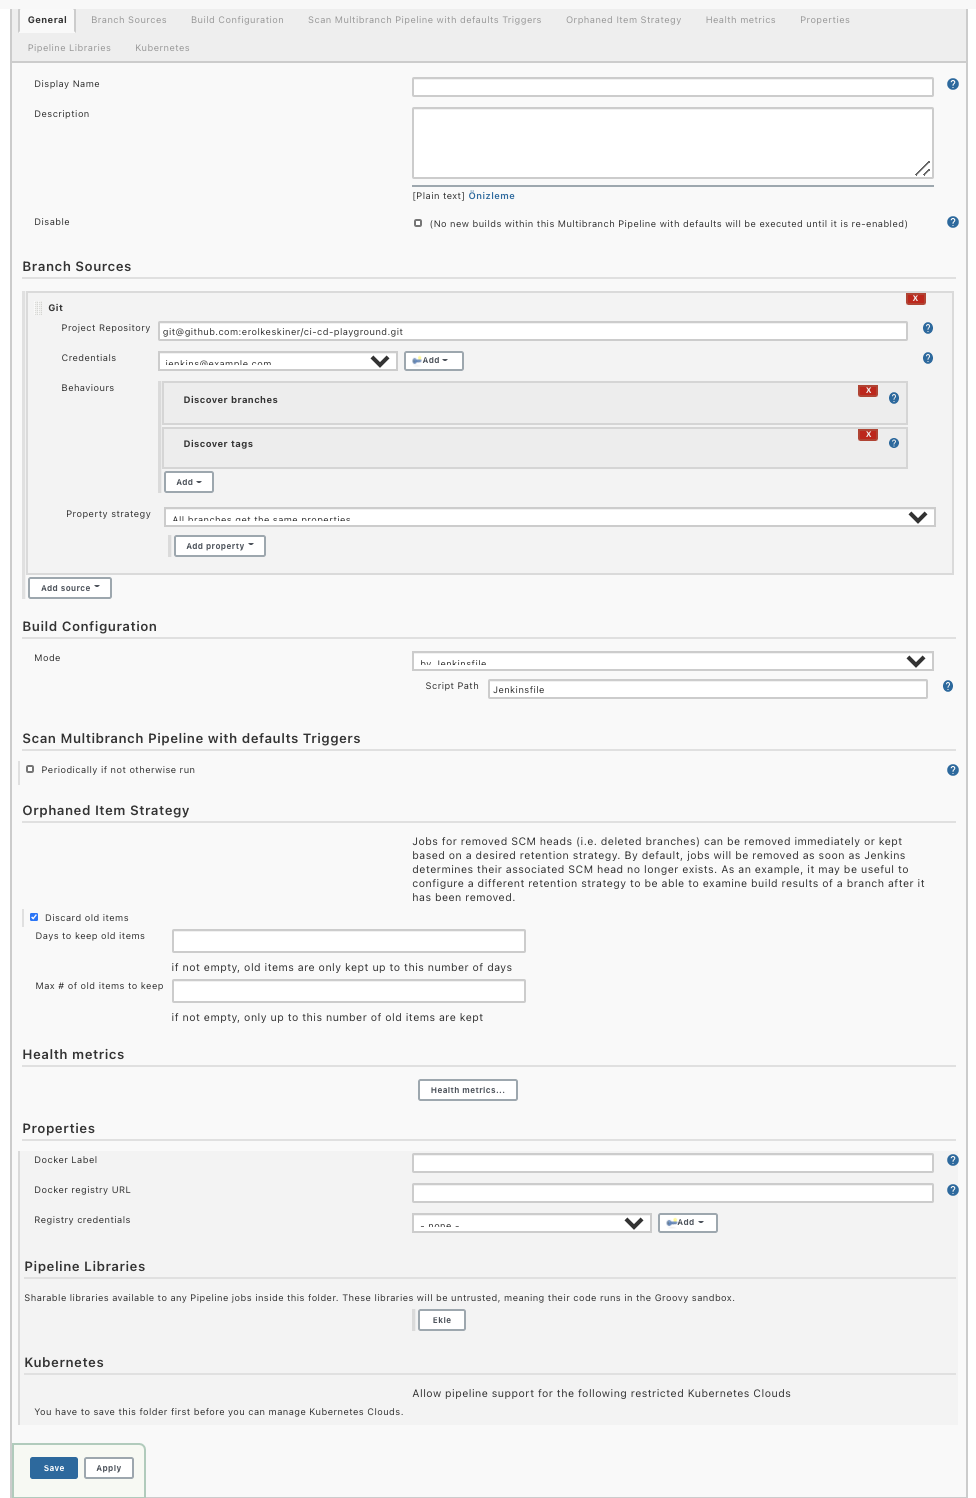 General Branch Sources Build Configuration Scan Multibranch Pipeline with defaults Triggers Orphaned Item Strategy Health metrics Properties
Pipeline Libraries Kubernetes
Display Name
Description
[Plain text] Önizleme
Disable (No new builds within this Multibranch Pipeline with defaults will be executed until it is re-enabled)
Branch Sources
X
Git
Project Repository git@github.com:erolkeskiner/ci-cd-playground.git
Credentials jenkins@example.com Add
Behaviours
Discover branches X
Discover tags X
Add
Property strategy All branches get the same properties
Add property
Add source
Build Configuration
Mode by Jenkinsfile
Script Path Jenkinsfile
Scan Multibranch Pipeline with defaults Triggers
Periodically if not otherwise run
Orphaned Item Strategy
Jobs for removed SCM heads (i.e. deleted branches) can be removed immediately or kept
based on a desired retention strategy. By default, jobs will be removed as soon as Jenkins
determines their associated SCM head no longer exists. As an example, it may be useful to
configure a different retention strategy to be able to examine build results of a branch after it
has been removed.
Discard old items
Days to keep old items
if not empty, old items are only kept up to this number of days
Max # of old items to keep
if not empty, only up to this number of old items are kept
Health metrics
Health metrics...
Properties
Docker Label
Docker registry URL
Registry credentials - none - Add
Pipeline Libraries
Sharable libraries available to any Pipeline jobs inside this folder. These libraries will be untrusted, meaning their code runs in the Groovy sandbox.
Ekle
Kubernetes
Allow pipeline support for the following restricted Kubernetes Clouds
You have to save this folder first before you can manage Kubernetes Clouds.
Save Apply